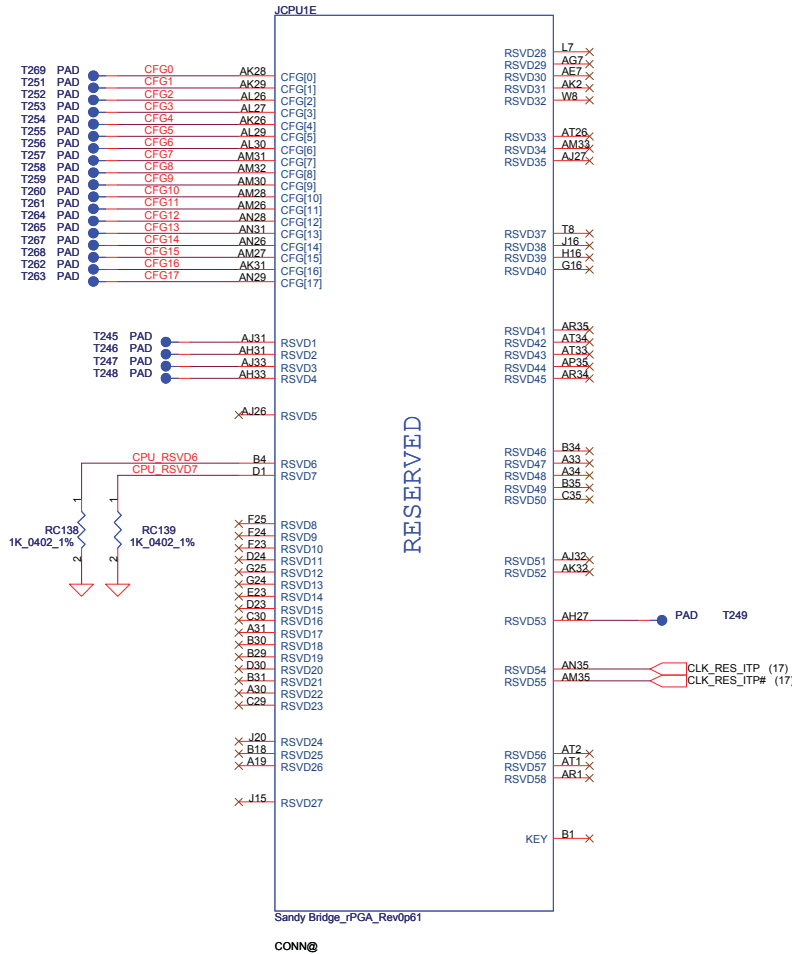 JCPU1E
T269 PAD CFG0 AK28 CFG[0]
T251 PAD CFG1 AK29 CFG[1]
T252 PAD CFG2 AL26 CFG[2]
T253 PAD CFG3 AL27 CFG[3]
T254 PAD CFG4 AK26 CFG[4]
T255 PAD CFG5 AL29 CFG[5]
T256 PAD CFG6 AL30 CFG[6]
T257 PAD CFG7 AM31 CFG[7]
T258 PAD CFG8 AM32 CFG[8]
T259 PAD CFG9 AM30 CFG[9]
T260 PAD CFG10 AM28 CFG[10]
T261 PAD CFG11 AM26 CFG[11]
T264 PAD CFG12 AN28 CFG[12]
T265 PAD CFG13 AN31 CFG[13]
T267 PAD CFG14 AN26 CFG[14]
T268 PAD CFG15 AM27 CFG[15]
T262 PAD CFG16 AK31 CFG[16]
T263 PAD CFG17 AN29 CFG[17]
T245 PAD AJ31 RSVD1
T246 PAD AH31 RSVD2
T247 PAD AJ33 RSVD3
T248 PAD AH33 RSVD4
AJ26 RSVD5
CPU_RSVD6 B4 RSVD6
CPU_RSVD7 D1 RSVD7
1 1
RC138 RC139
1K_0402_1% 1K_0402_1%
2 2
F25 RSVD8
F24 RSVD9
F23 RSVD10
D24 RSVD11
G25 RSVD12
G24 RSVD13
E23 RSVD14
D23 RSVD15
C30 RSVD16
A31 RSVD17
B30 RSVD18
B29 RSVD19
D30 RSVD20
B31 RSVD21
A30 RSVD22
C29 RSVD23
J20 RSVD24
B18 RSVD25
A19 RSVD26
J15 RSVD27
RESERVED
RSVD28 L7
RSVD29 AG7
RSVD30 AE7
RSVD31 AK2
RSVD32 W8
RSVD33 AT26
RSVD34 AM33
RSVD35 AJ27
RSVD37 T8
RSVD38 J16
RSVD39 H16
RSVD40 G16
RSVD41 AR35
RSVD42 AT34
RSVD43 AT33
RSVD44 AP35
RSVD45 AR34
RSVD46 B34
RSVD47 A33
RSVD48 A34
RSVD49 B35
RSVD50 C35
RSVD51 AJ32
RSVD52 AK32
RSVD53 AH27 PAD T249
RSVD54 AN35 CLK_RES_ITP (17)
RSVD55 AM35 CLK_RES_ITP# (17)
RSVD56 AT2
RSVD57 AT1
RSVD58 AR1
KEY B1
Sandy Bridge_rPGA_Rev0p61
CONN@